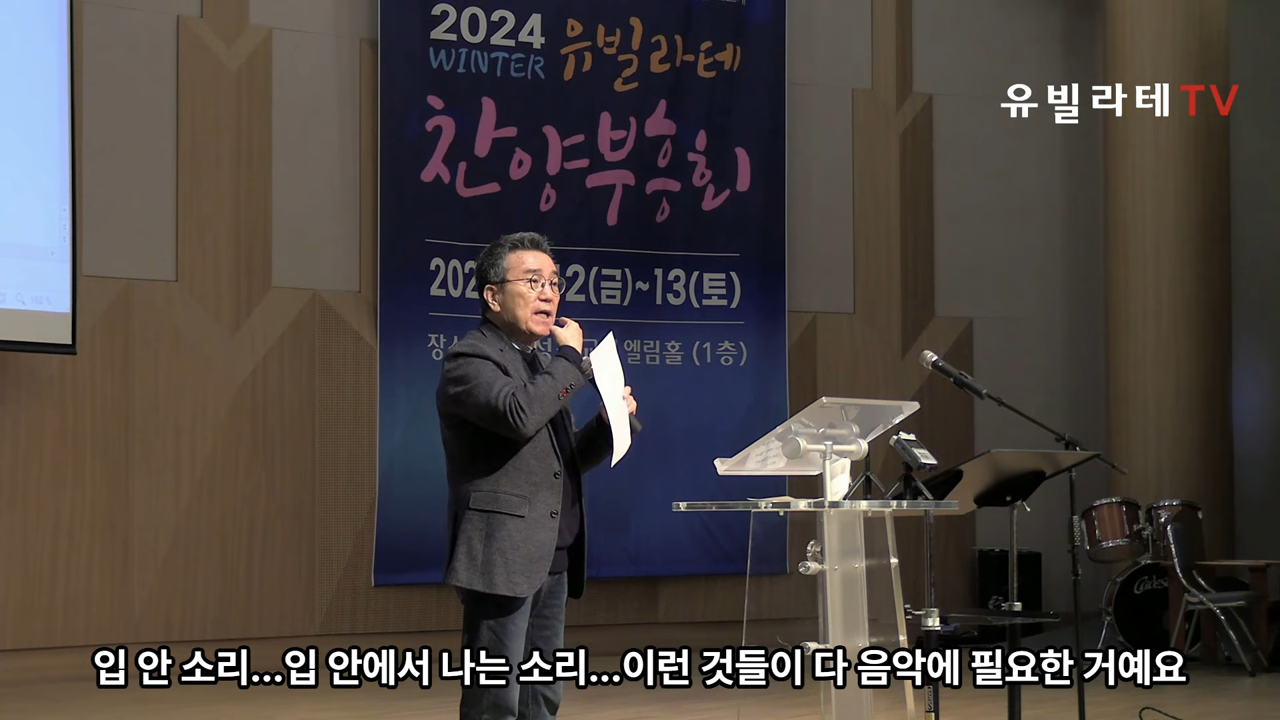 2024
WINTER 유빌라테
찬양부흥회
유빌라테TV
2(금)~13(토)
엘림홀 (1층)
입 안 소리...입 안에서 나는 소리...이런 것들이 다 음악에 필요한 거예요